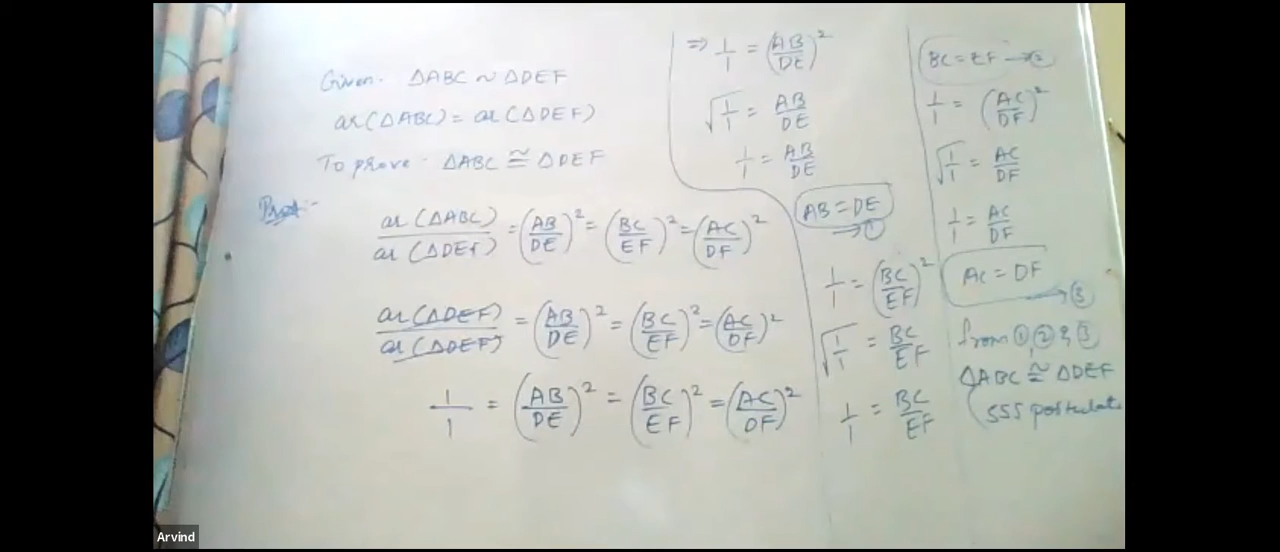 Given:- ΔABC ~ ΔDEF
ar(ΔABC) = ar(ΔDEF)
To prove:- ΔABC ≅ ΔDEF
Proof:-
ar(ΔABC)/ar(ΔDEF) = (AB/DE)² = (BC/EF)² = (AC/DF)²
ar(ΔDEF)/ar(ΔDEF) = (AB/DE)² = (BC/EF)² = (AC/DF)²
1/1 = (AB/DE)² = (BC/EF)² = (AC/DF)²
⇒ 1/1 = (AB/DE)²
√1/1 = AB/DE
1/1 = AB/DE
AB = DE
→ ①
1/1 = (BC/EF)²
√1/1 = BC/EF
1/1 = BC/EF
BC = EF → ②
1/1 = (AC/DF)²
√1/1 = AC/DF
1/1 = AC/DF
AC = DF
→ ③
from ① ② & ③
ΔABC ≅ ΔDEF
(SSS postulat
Arvind